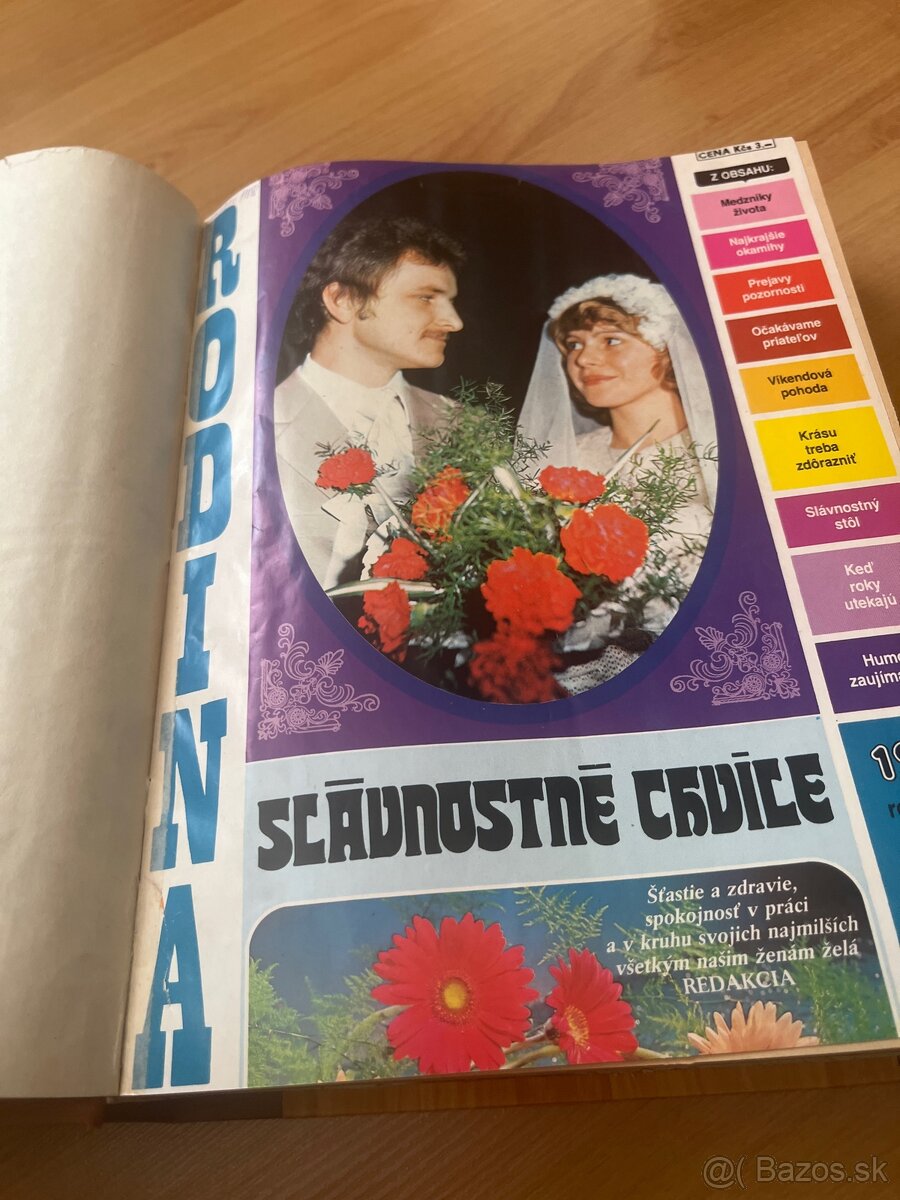 RODINA
CENA Kčs 3.—
Z OBSAHU:
Medzníky
života
Najkrajšie
okamihy
Prejavy
pozornosti
Očakávame
priateľov
Víkendová
pohoda
Krásu
treba
zdôrazniť
Slávnostný
stôl
Keď
roky
utekajú
SLÁVNOSTNÉ CHVÍLE
Šťastie a zdravie,
spokojnosť v práci
a v kruhu svojich najmilších
všetkým našim ženám želá
REDAKCIA
@( Bazos.sk